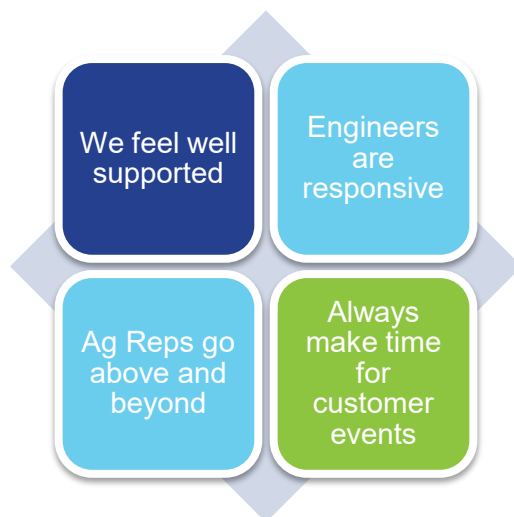 We feel well
supported
Engineers
are
responsive
Ag Reps go
above and
beyond
Always
make time
for
customer
events